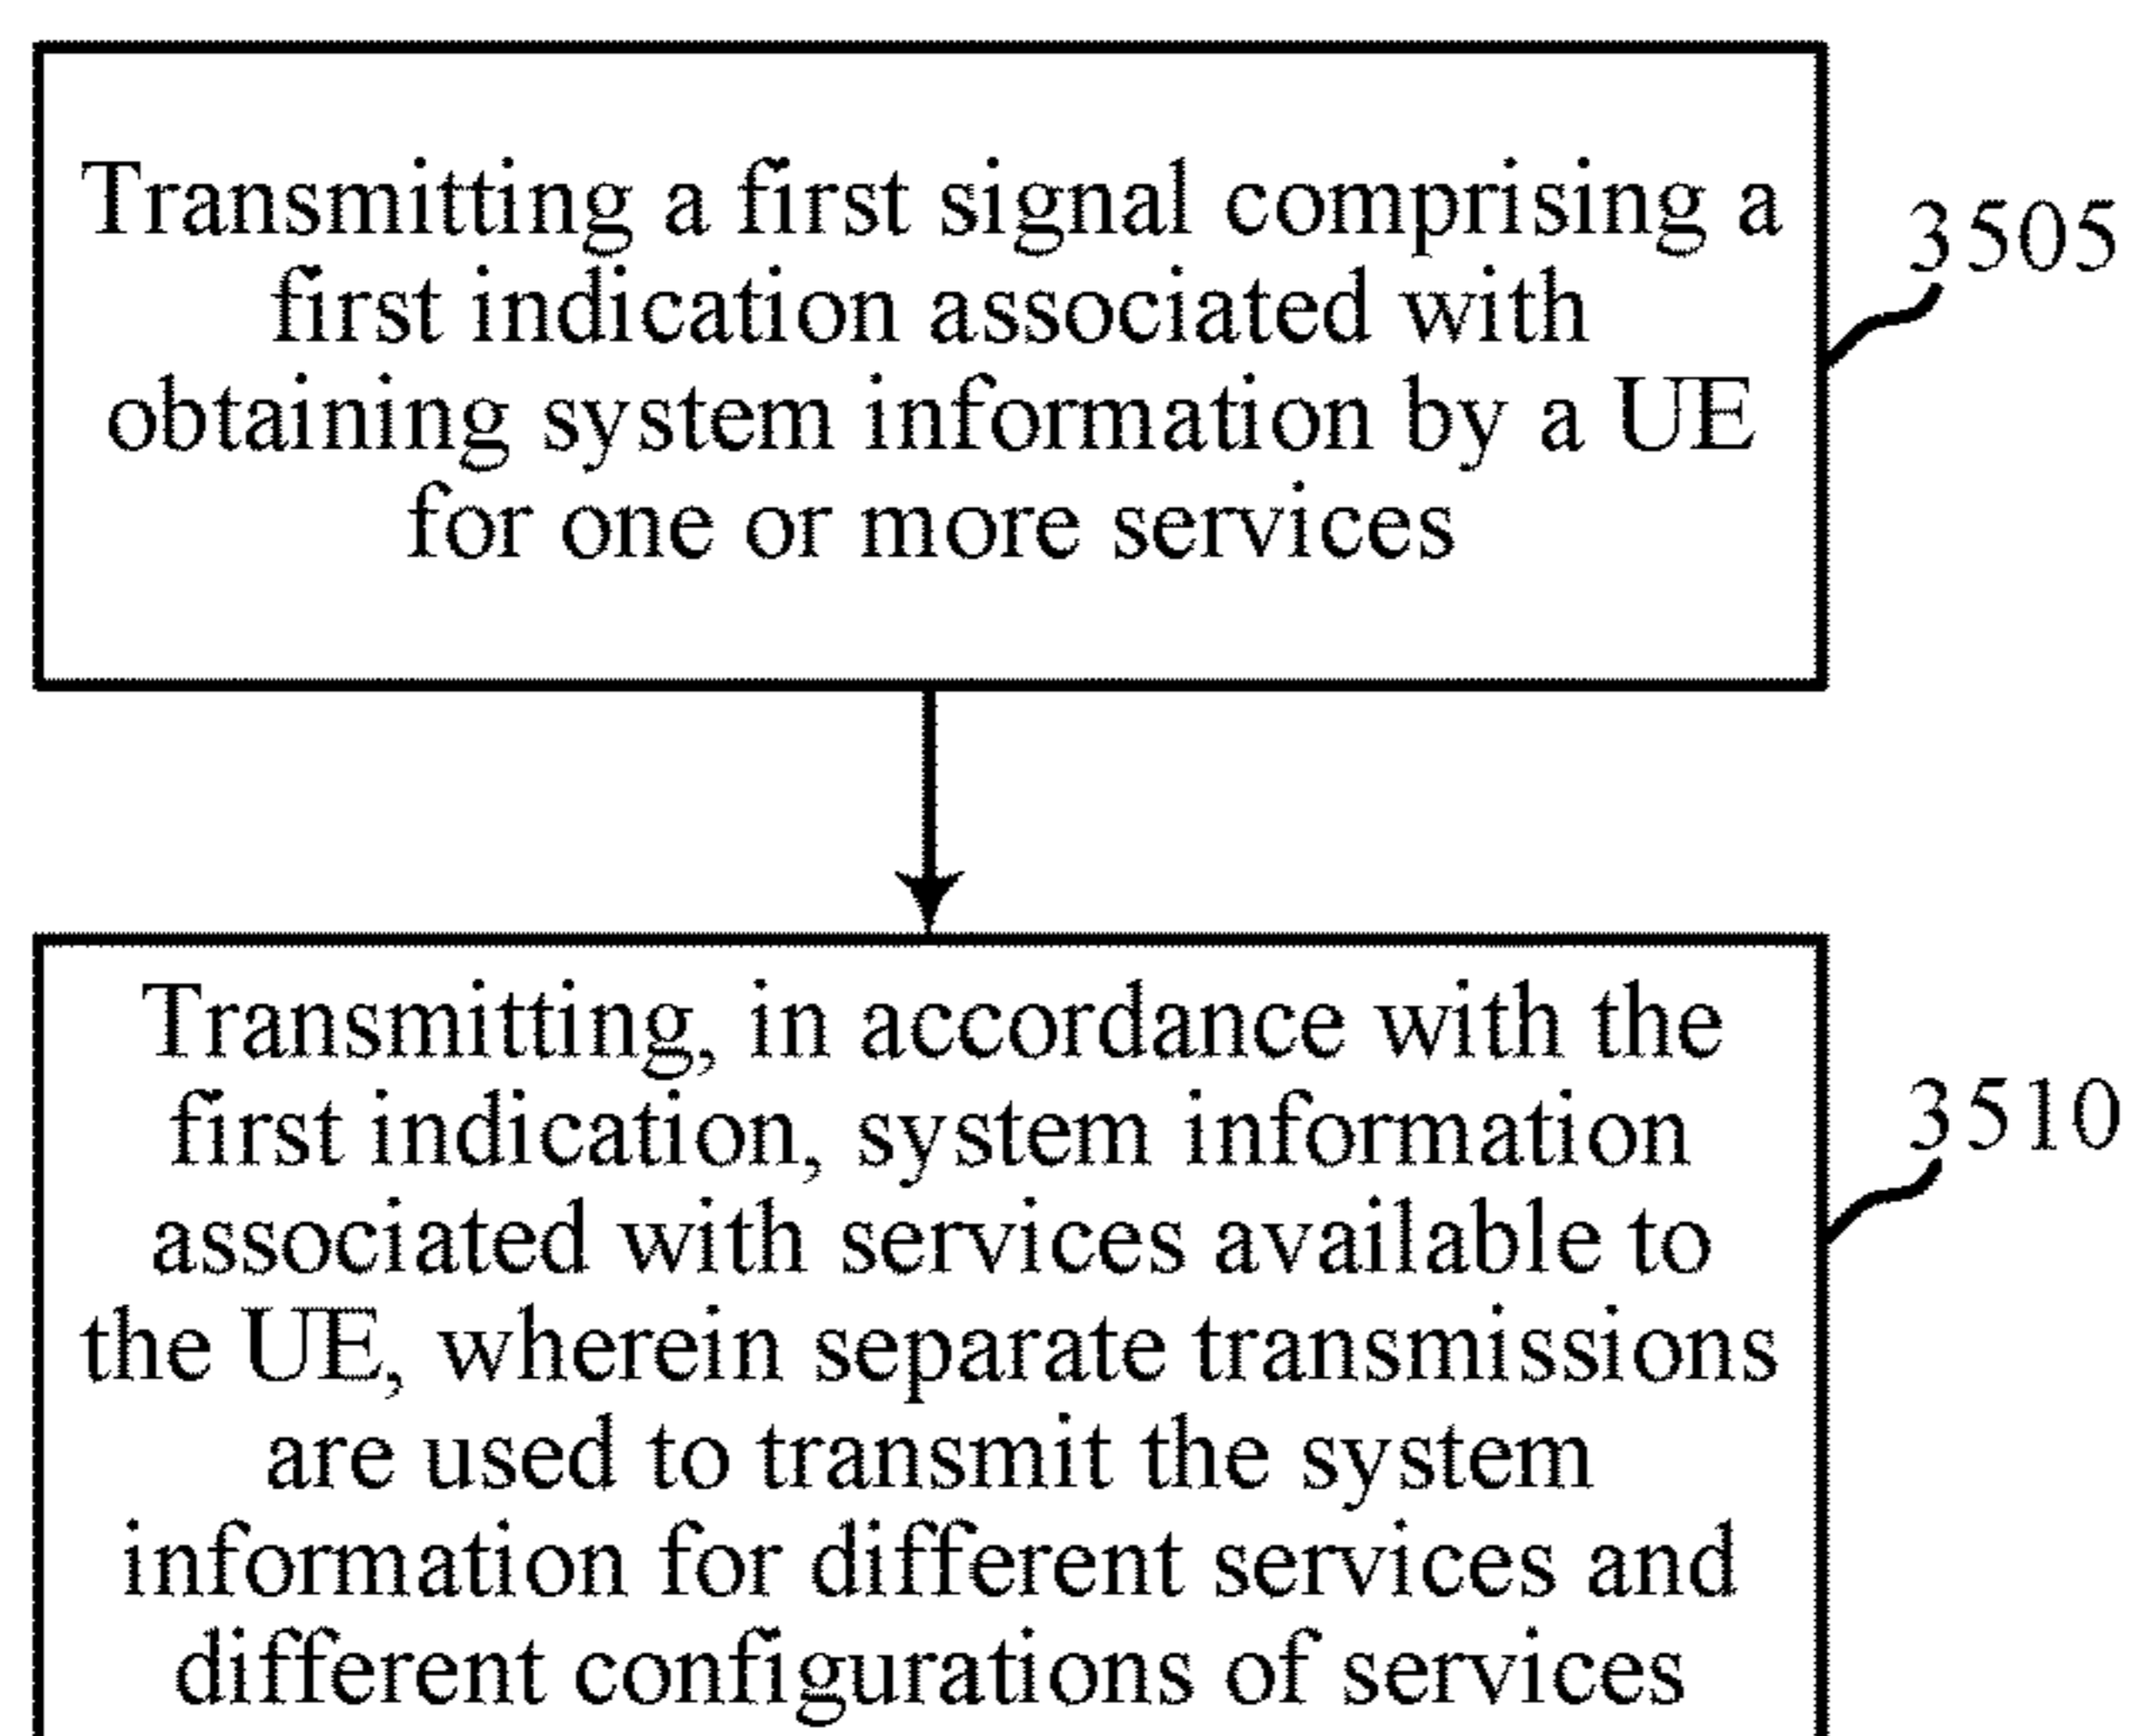 Transmitting a first signal comprising a
first indication associated with
obtaining system information by a UE
for one or more services
3505
Transmitting, in accordance with the
first indication, system information
associated with services available to
the UE, wherein separate transmissions
are used to transmit the system
information for different services and
different configurations of services
3510